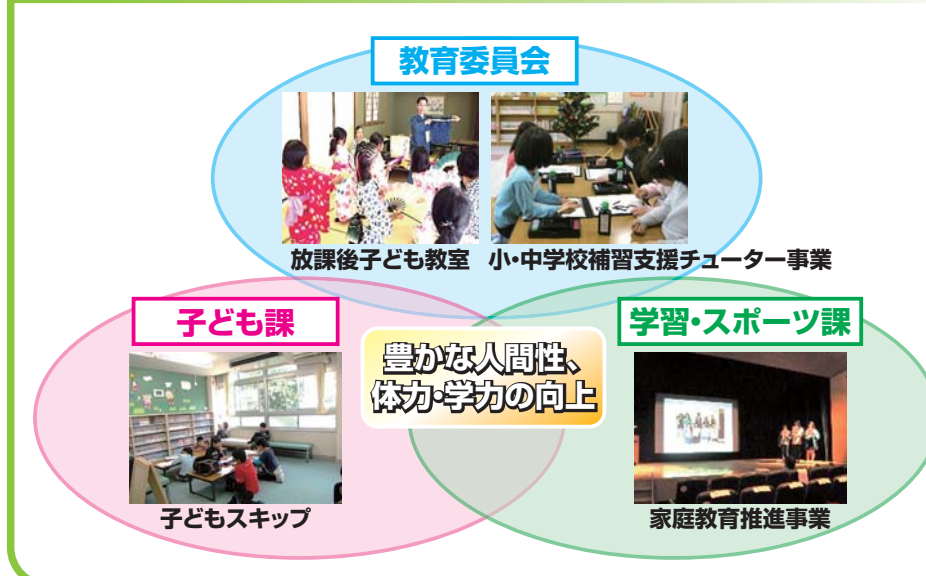 教育委員会
放課後子ども教室
小・中学校補習支援チューター事業
子ども課
学習・スポーツ課
豊かな人間性、
体力・学力の向上
子どもスキップ
家庭教育推進事業